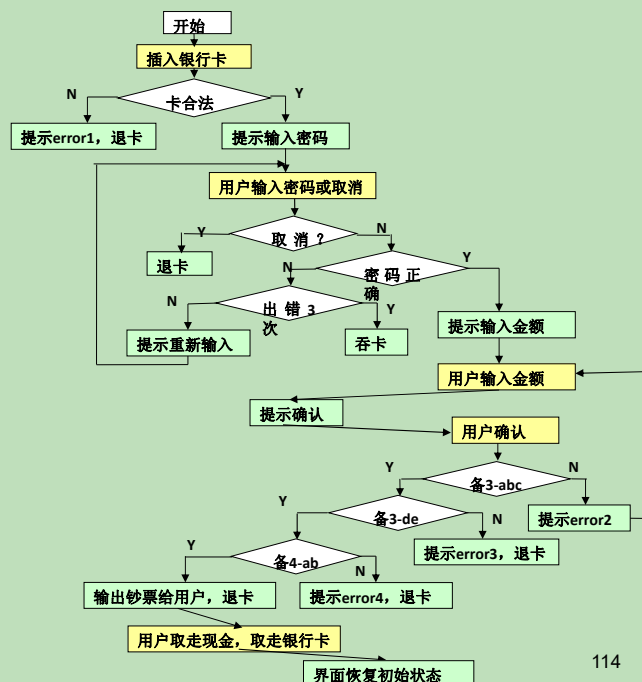 开始
插入银行卡
N
卡合法
Y
提示error1，退卡
提示输入密码
用户输入密码或取消
Y
取 消 ？
N
退卡
N
密 码 正
确
Y
N
出 错 3
次
Y
提示输入金额
提示重新输入
吞卡
用户输入金额
提示确认
用户确认
Y
备3-abc
N
Y
备3-de
N
提示error2
Y
备4-ab
N
提示error3，退卡
输出钞票给用户，退卡
提示error4，退卡
用户取走现金，取走银行卡
界面恢复初始状态
114